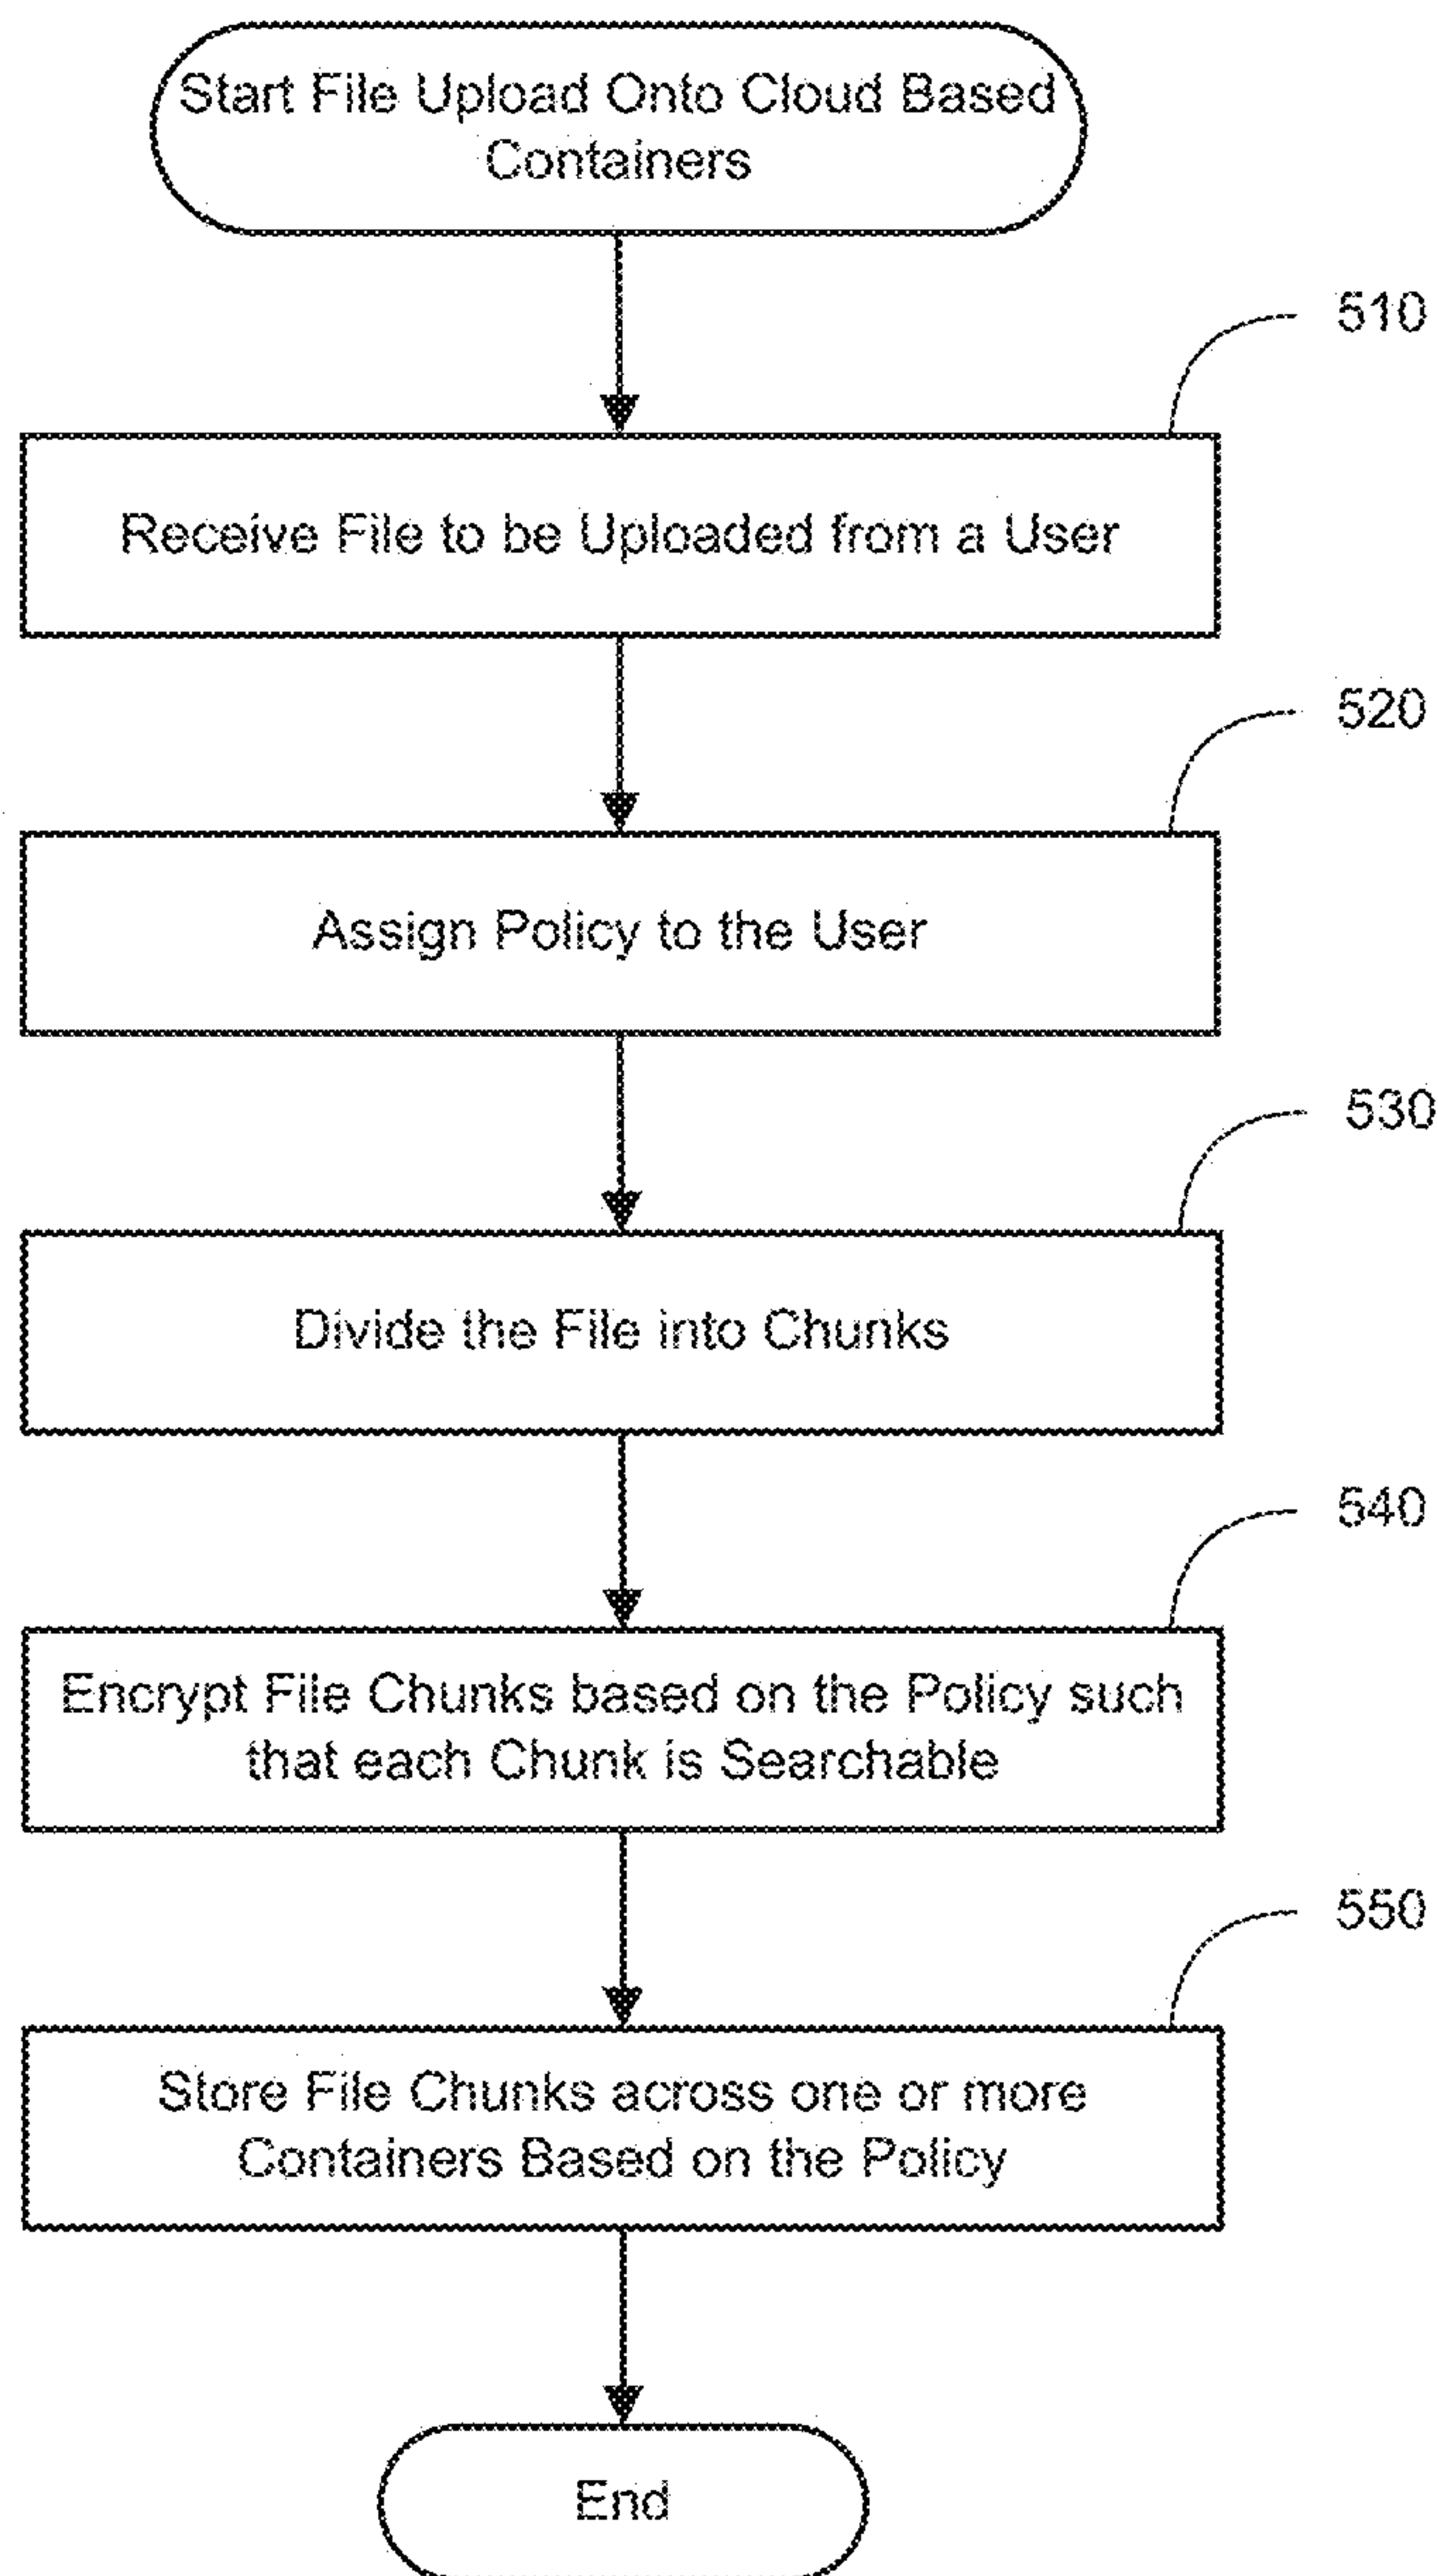 Start File Upload Onto Cloud Based
Containers
510
Receive File to be Uploaded from a User
520
Assign Policy to the User
530
Divide the File into Chunks
540
Encrypt File Chunks based on the Policy such
that each Chunk is Searchable
550
Store File Chunks across one or more
Containers Based on the Policy
End